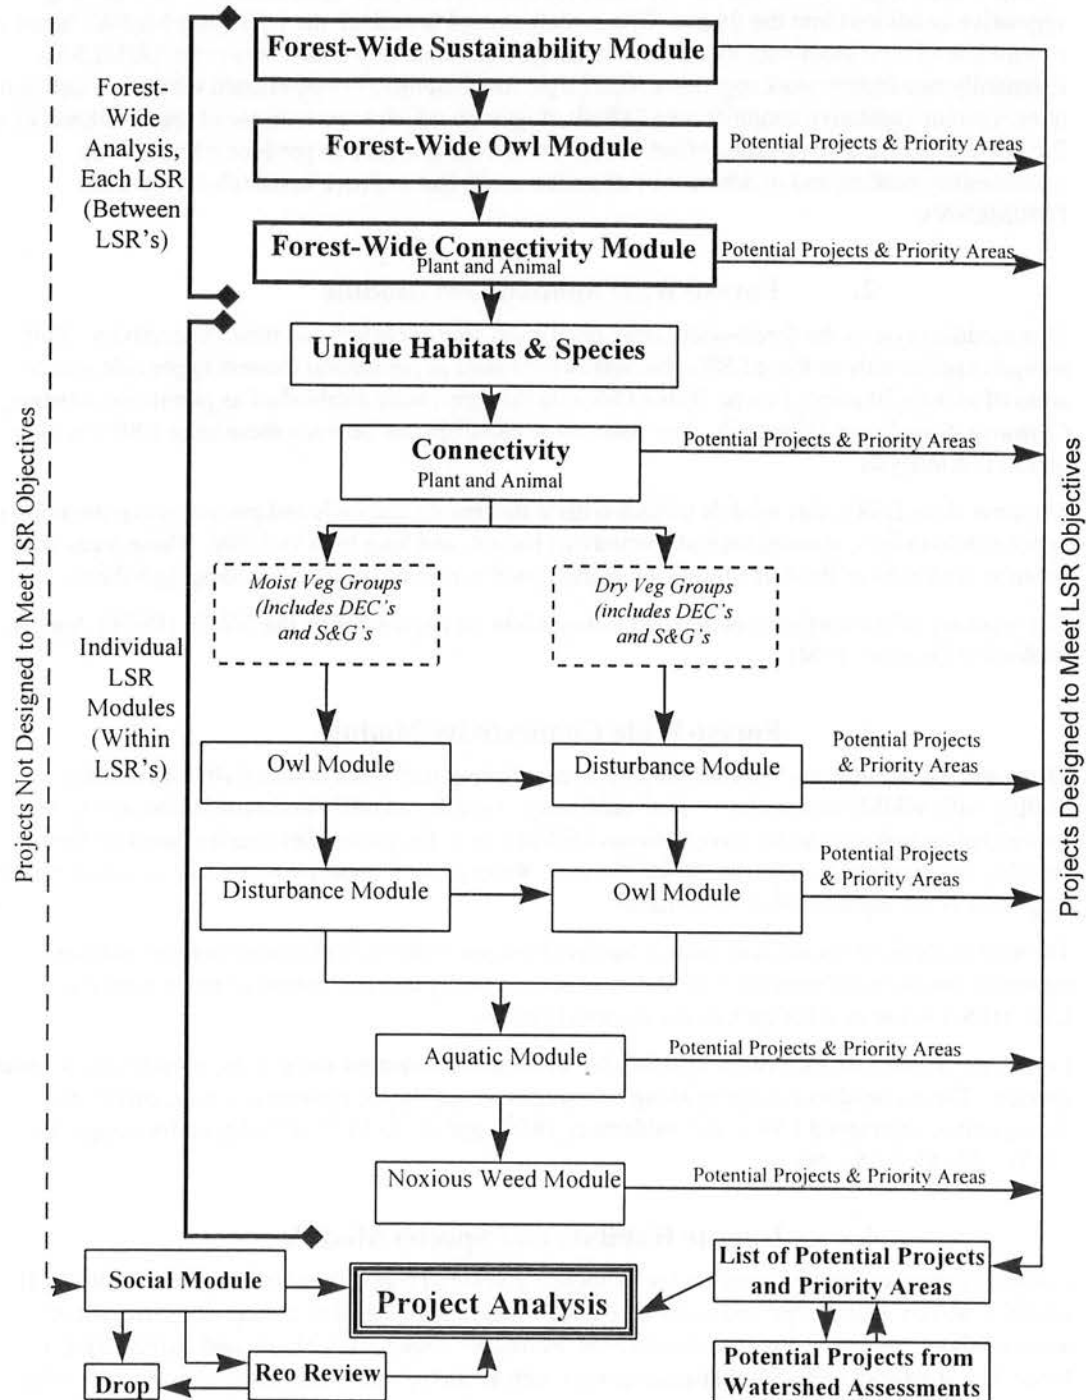 Forest-Wide Sustainability Module
Forest-
Wide
Analysis,
Each LSR
(Between
LSR's)
Forest-Wide Owl Module
Potential Projects & Priority Areas
Forest-Wide Connectivity Module
Plant and Animal
Potential Projects & Priority Areas
Unique Habitats & Species
Connectivity
Plant and Animal
Potential Projects & Priority Areas
Projects Not Designed to Meet LSR Objectives
Projects Designed to Meet LSR Objectives
Individual
LSR
Modules
(Within
LSR's)
Moist Veg Groups
(Includes DEC's
and S&G's
Dry Veg Groups
(includes DEC's
and S&G's
Owl Module
Disturbance Module
Potential Projects
& Priority Areas
Disturbance Module
Owl Module
Potential Projects
& Priority Areas
Aquatic Module
Potential Projects & Priority Areas
Noxious Weed Module
Potential Projects & Priority Areas
Social Module
Project Analysis
List of Potential Projects
and Priority Areas
Drop
Reo Review
Potential Projects from
Watershed Assessments